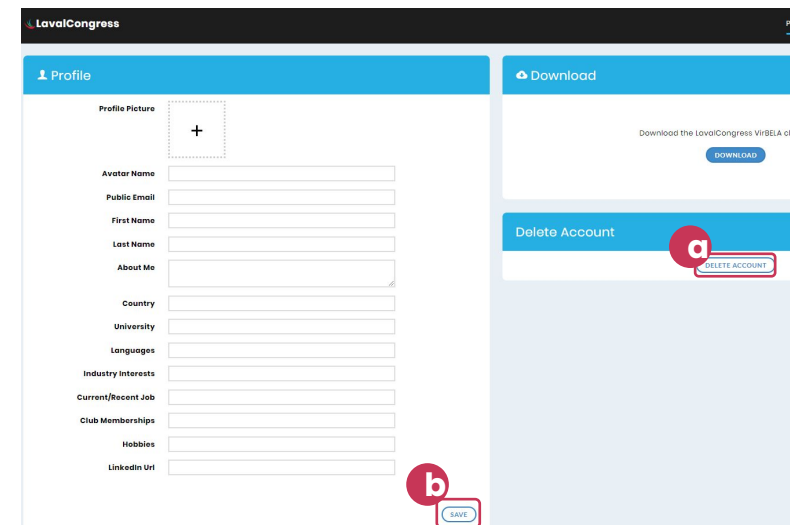 LavalCongress
P
Profile
Profile Picture
+
Avatar Name
Public Email
First Name
Last Name
About Me
Country
University
Languages
Industry Interests
Current/Recent Job
Club Memberships
Hobbies
LinkedIn Url
b
SAVE
Download
Download the LavalCongress VirBELA cl
DOWNLOAD
Delete Account
a
DELETE ACCOUNT